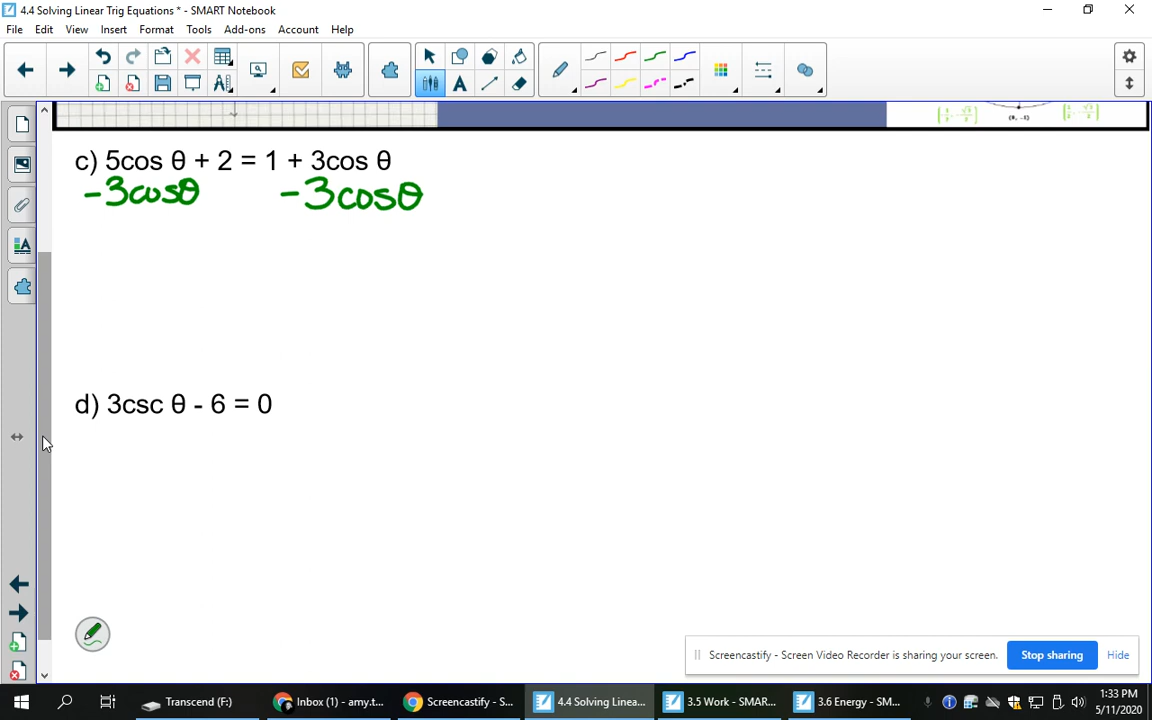 4.4 Solving Linear Trig Equations * - SMART Notebook
File Edit View Insert Format Tools Add-ons Account Help
(0, -1)
c) 5cos θ + 2 = 1 + 3cos θ
-3cosθ -3cosθ
d) 3csc θ - 6 = 0
Screencastify - Screen Video Recorder is sharing your screen. Stop sharing Hide
Transcend (F:) Inbox (1) - amy.t... Screencastify - S... 4.4 Solving Linea... 3.5 Work - SMAR... 3.6 Energy - SM...
1:33 PM
5/11/2020